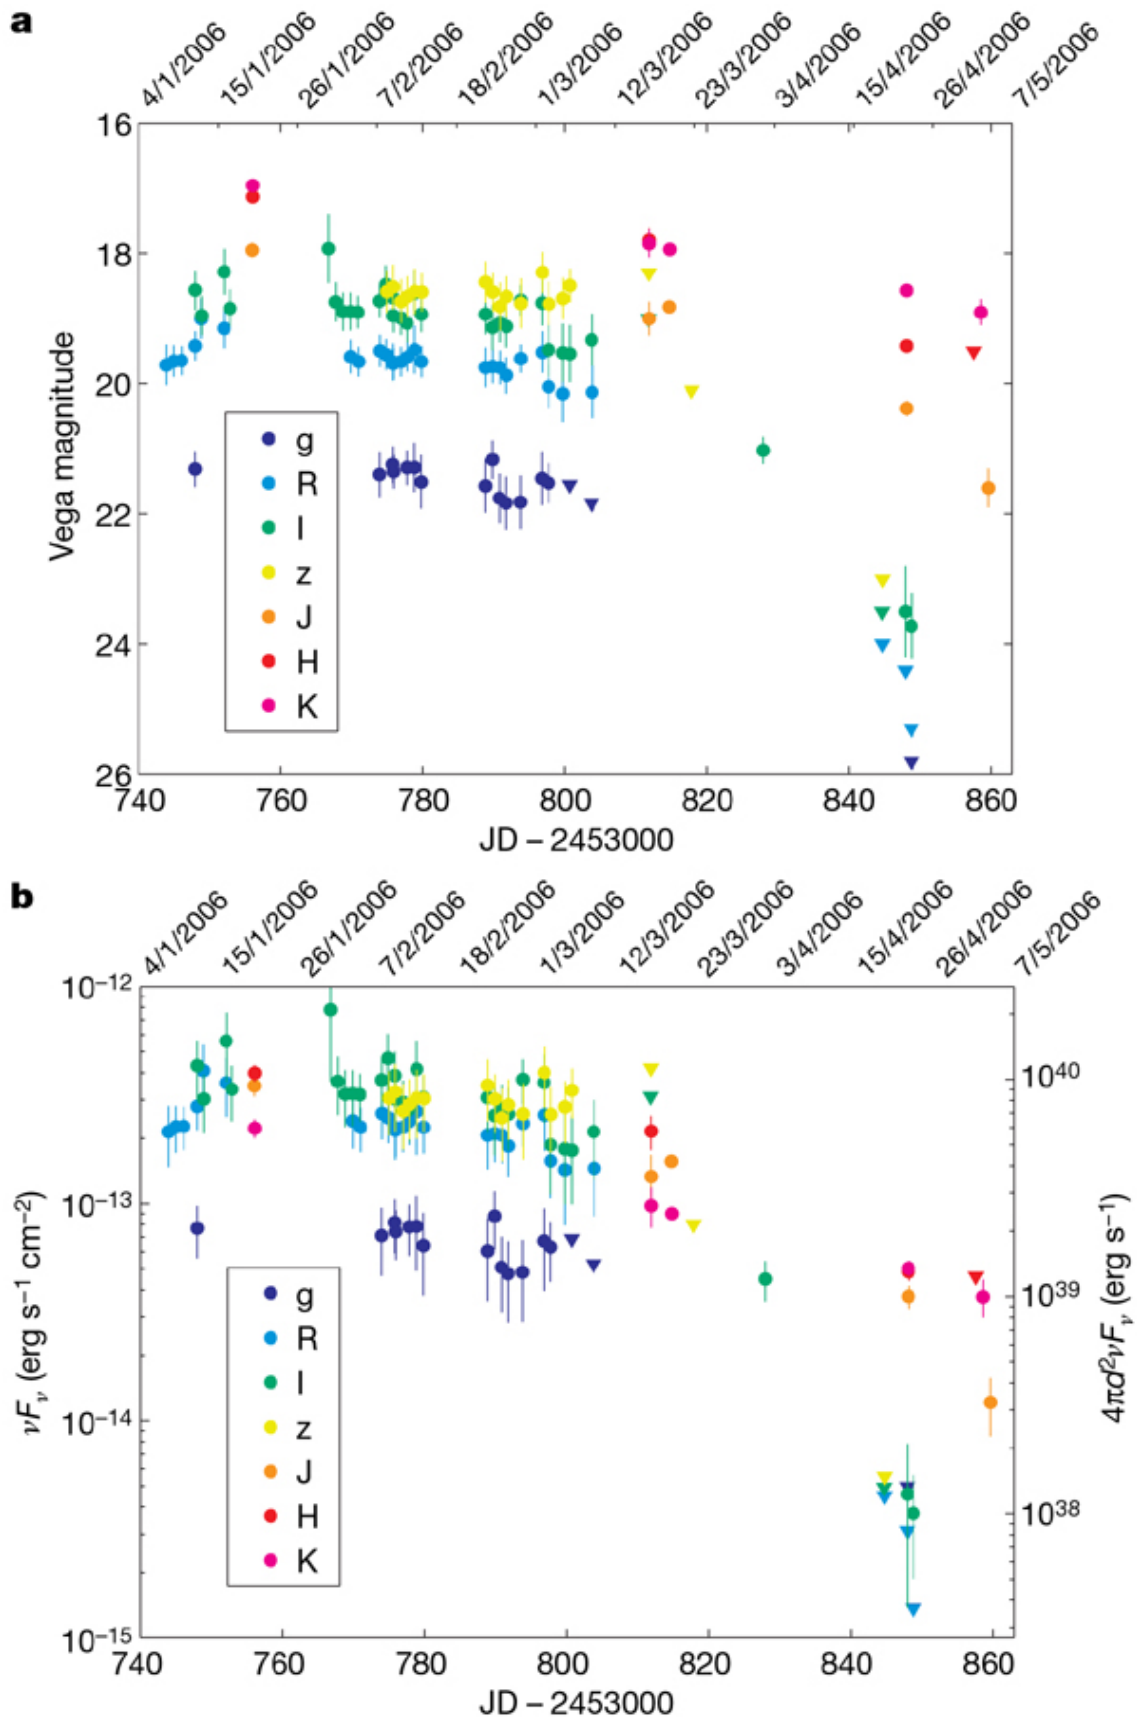 a
4/1/2006 15/1/2006 26/1/2006 7/2/2006 18/2/2006 1/3/2006 12/3/2006 23/3/2006 3/4/2006 15/4/2006 26/4/2006 7/5/2006
16
18
20
22
24
26
Vega magnitude
g
R
I
z
J
H
K
740 760 780 800 820 840 860
JD – 2453000
b
4/1/2006 15/1/2006 26/1/2006 7/2/2006 18/2/2006 1/3/2006 12/3/2006 23/3/2006 3/4/2006 15/4/2006 26/4/2006 7/5/2006
10⁻¹²
10⁻¹³
10⁻¹⁴
10⁻¹⁵
νFᵥ (erg s⁻¹ cm⁻²)
g
R
I
z
J
H
K
10⁴⁰
10³⁹
10³⁸
4πd²νFᵥ (erg s⁻¹)
740 760 780 800 820 840 860
JD – 2453000